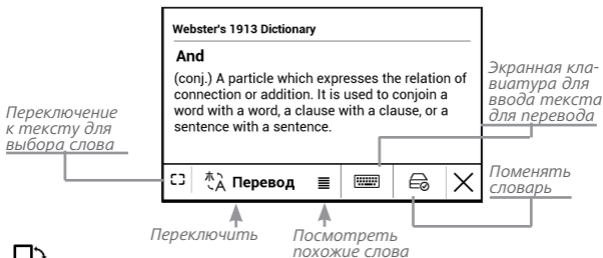 Webster's 1913 Dictionary
And
(conj.) A particle which expresses the relation of
connection or addition. It is used to conjoin a
word with a word, a clause with a clause, or a
sentence with a sentence.
Перевод
Переключение
к тексту для
выбора слова
Экранная кла-
виатура для
ввода текста
для перевода
Поменять
словарь
Переключить
Посмотреть
похожие слова